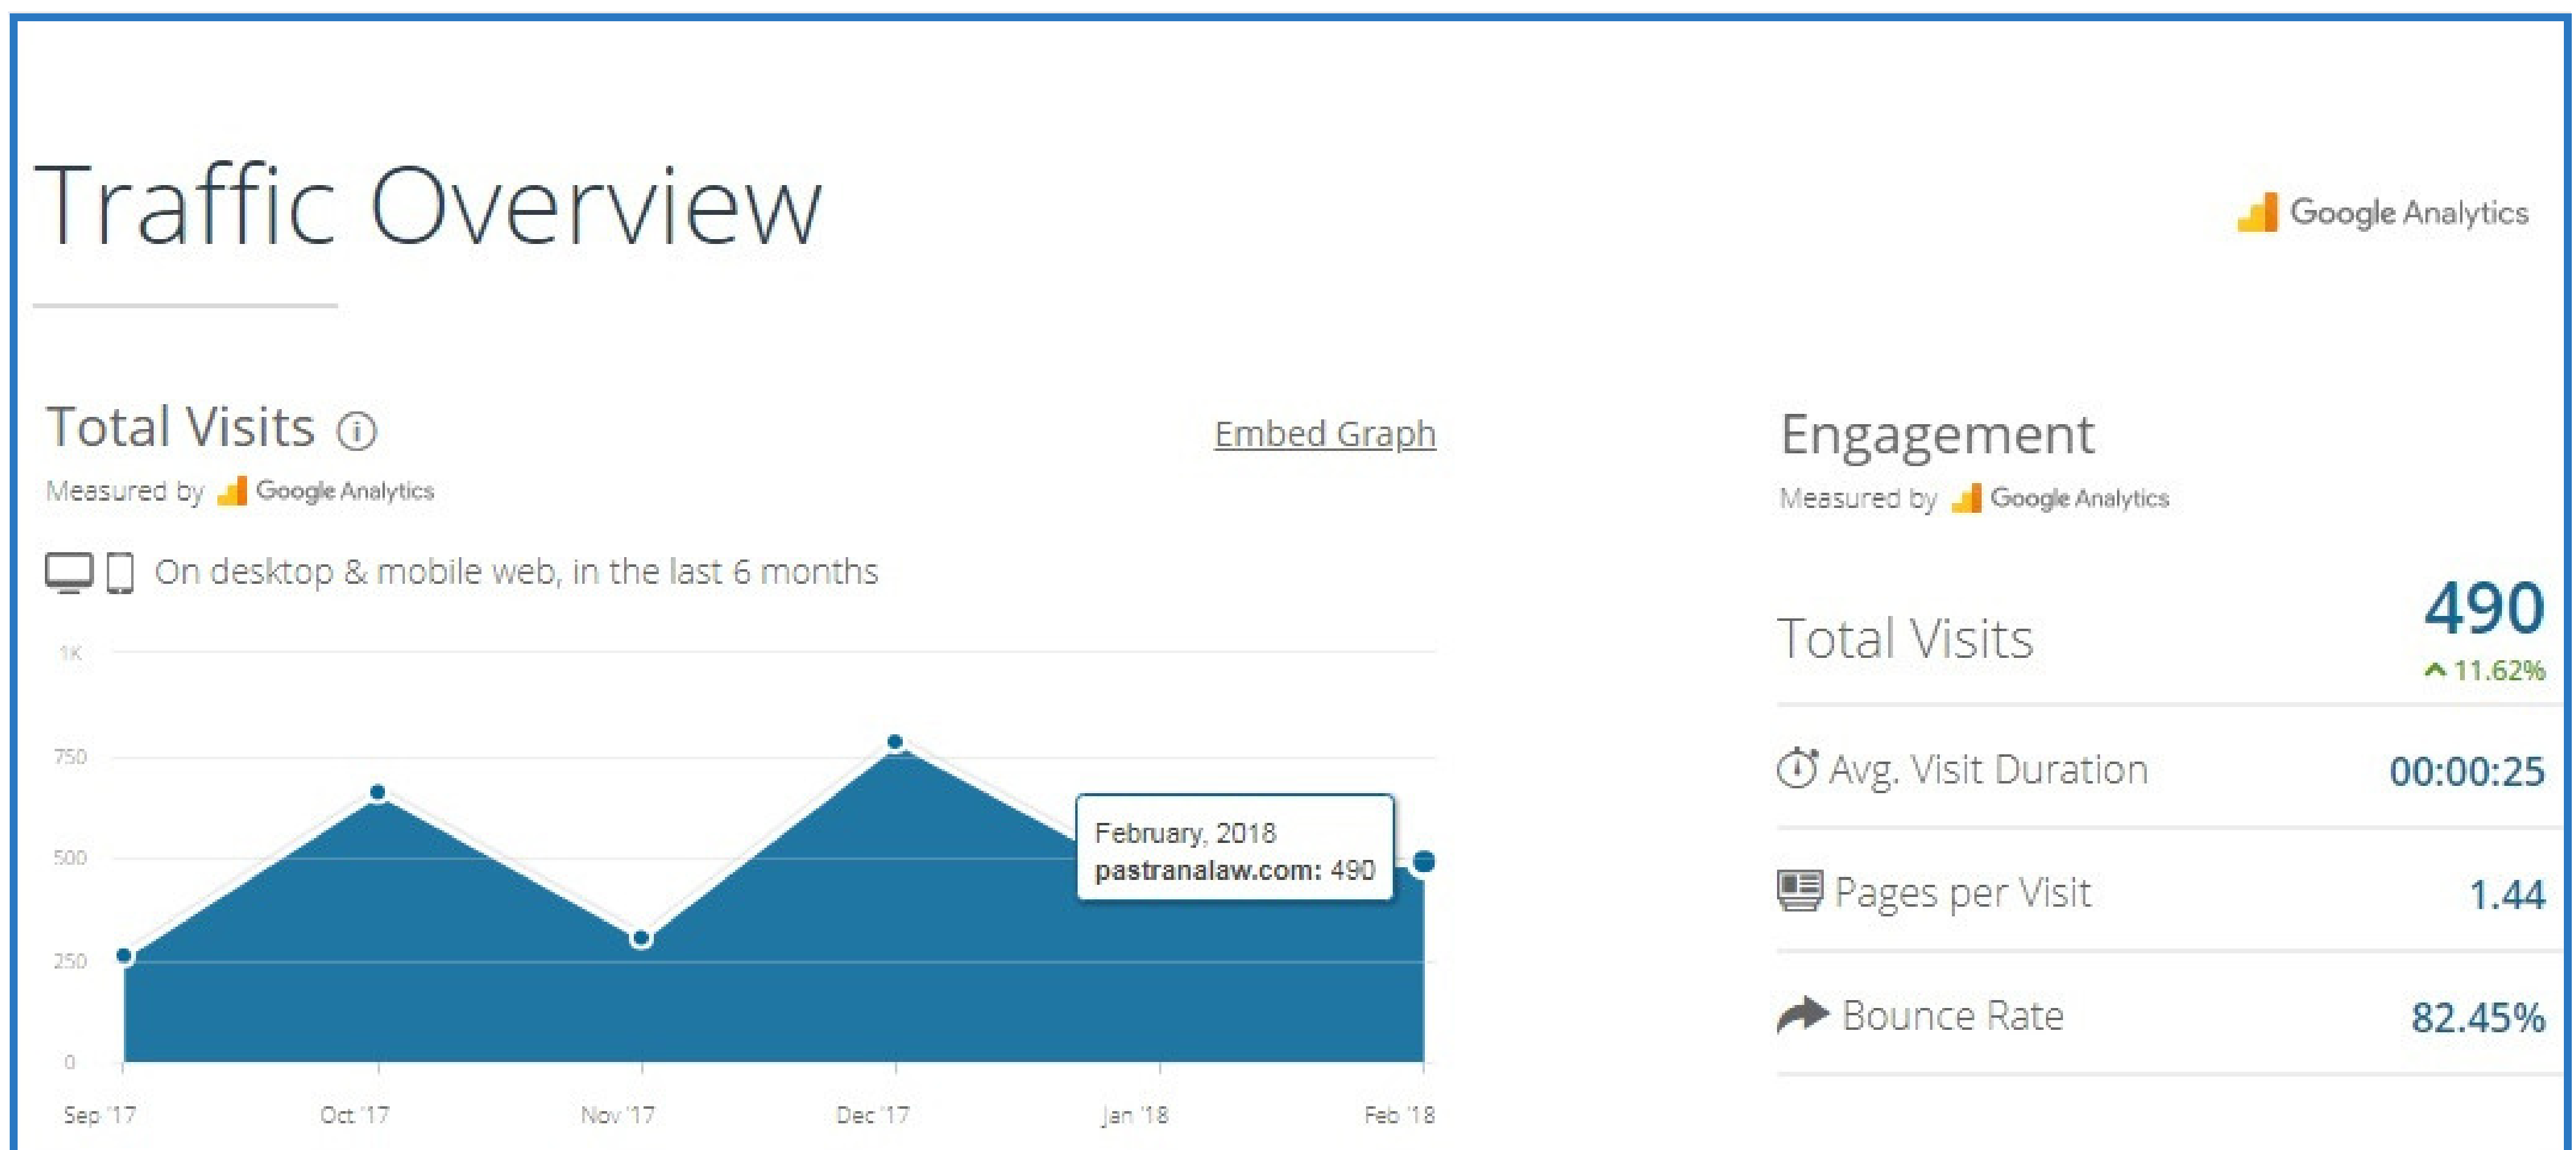 Traffic Overview
Google Analytics
Total Visits
Embed Graph
Measured by Google Analytics
On desktop & mobile web, in the last 6 months
1K
750
500
250
0
February, 2018
pastranalaw.com: 490
Sep '17 Oct '17 Nov '17 Dec '17 Jan '18 Feb '18
Engagement
Measured by Google Analytics
Total Visits 490
11.62%
Avg. Visit Duration 00:00:25
Pages per Visit 1.44
Bounce Rate 82.45%